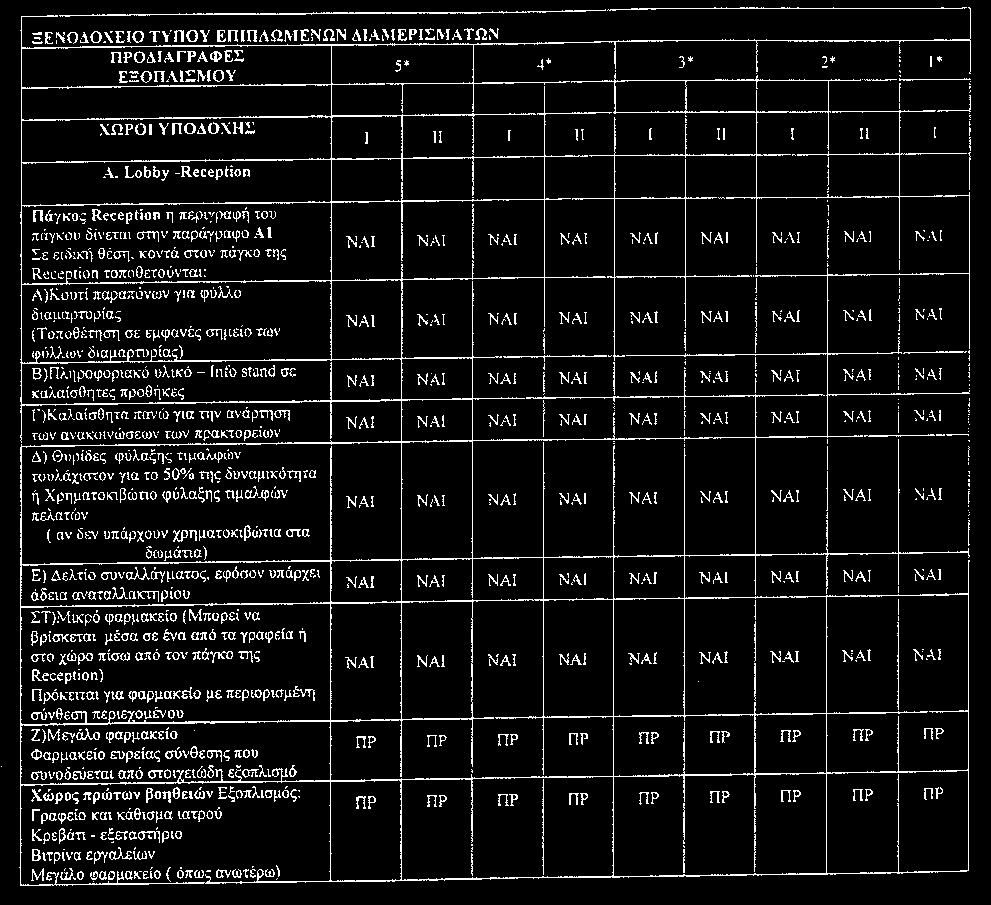 ΞΕΝΟΔΟΧΕΙΟ ΤΥΠΟΥ ΕΠΙΠΛΩΜΕΝΩΝ ΔΙΑΜΕΡΙΣΜΑΤΩΝ
ΠΡΟΔΙΑΓΡΑΦΕΣ
ΕΞΟΠΛΙΣΜΟΥ
5* 4* 3* 2* 1*
ΧΩΡΟΙ ΥΠΟΔΟΧΗΣ
I II I II I II I II I
Α. Lobby -Reception
Πάγκος Reception η περιγραφή του
πάγκου δίνεται στην παράγραφο Α1
Σε ειδική θέση, κοντά στον πάγκο της
Reception τοποθετούνται:
ΝΑΙ ΝΑΙ ΝΑΙ ΝΑΙ ΝΑΙ ΝΑΙ ΝΑΙ ΝΑΙ ΝΑΙ
Α)Κουτί παραπόνων για φύλλο
διαμαρτυρίας
(Τοποθέτηση σε εμφανές σημείο των
φύλλων διαμαρτυρίας)
ΝΑΙ ΝΑΙ ΝΑΙ ΝΑΙ ΝΑΙ ΝΑΙ ΝΑΙ ΝΑΙ ΝΑΙ
Β)Πληροφοριακό υλικό – Info stand σε
καλαίσθητες προθήκες
ΝΑΙ ΝΑΙ ΝΑΙ ΝΑΙ ΝΑΙ ΝΑΙ ΝΑΙ ΝΑΙ ΝΑΙ
Γ)Καλαίσθητα πανώ για την ανάρτηση
των ανακοινώσεων των πρακτορείων
ΝΑΙ ΝΑΙ ΝΑΙ ΝΑΙ ΝΑΙ ΝΑΙ ΝΑΙ ΝΑΙ ΝΑΙ
Δ) Θυρίδες φύλαξης τιμαλφών
τουλάχιστον για το 50% της δυναμικότητα
ή Χρηματοκιβώτιο φύλαξης τιμαλφών
πελατών
( αν δεν υπάρχουν χρηματοκιβώτια στα
δωμάτια)
ΝΑΙ ΝΑΙ ΝΑΙ ΝΑΙ ΝΑΙ ΝΑΙ ΝΑΙ ΝΑΙ ΝΑΙ
Ε) Δελτίο συναλλάγματος, εφόσον υπάρχει
άδεια ανταλλακτηρίου
ΝΑΙ ΝΑΙ ΝΑΙ ΝΑΙ ΝΑΙ ΝΑΙ ΝΑΙ ΝΑΙ ΝΑΙ
ΣΤ)Μικρό φαρμακείο (Μπορεί να
βρίσκεται μέσα σε ένα από τα γραφεία ή
στο χώρο πίσω από τον πάγκο της
Reception)
Πρόκειται για φαρμακείο με περιορισμένη
σύνθεση περιεχομένου
ΝΑΙ ΝΑΙ ΝΑΙ ΝΑΙ ΝΑΙ ΝΑΙ ΝΑΙ ΝΑΙ ΝΑΙ
Ζ)Μεγάλο φαρμακείο
Φαρμακείο ευρείας σύνθεσης που
συνοδεύεται από στοιχειώδη εξοπλισμό
ΠΡ ΠΡ ΠΡ ΠΡ ΠΡ ΠΡ ΠΡ ΠΡ ΠΡ
Χώρος πρώτων βοηθειών Εξοπλισμός:
Γραφείο και κάθισμα ιατρού
Κρεβάτι - εξεταστήριο
Βιτρίνα εργαλείων
Μεγάλο φαρμακείο ( όπως ανωτέρω)
ΠΡ ΠΡ ΠΡ ΠΡ ΠΡ ΠΡ ΠΡ ΠΡ ΠΡ